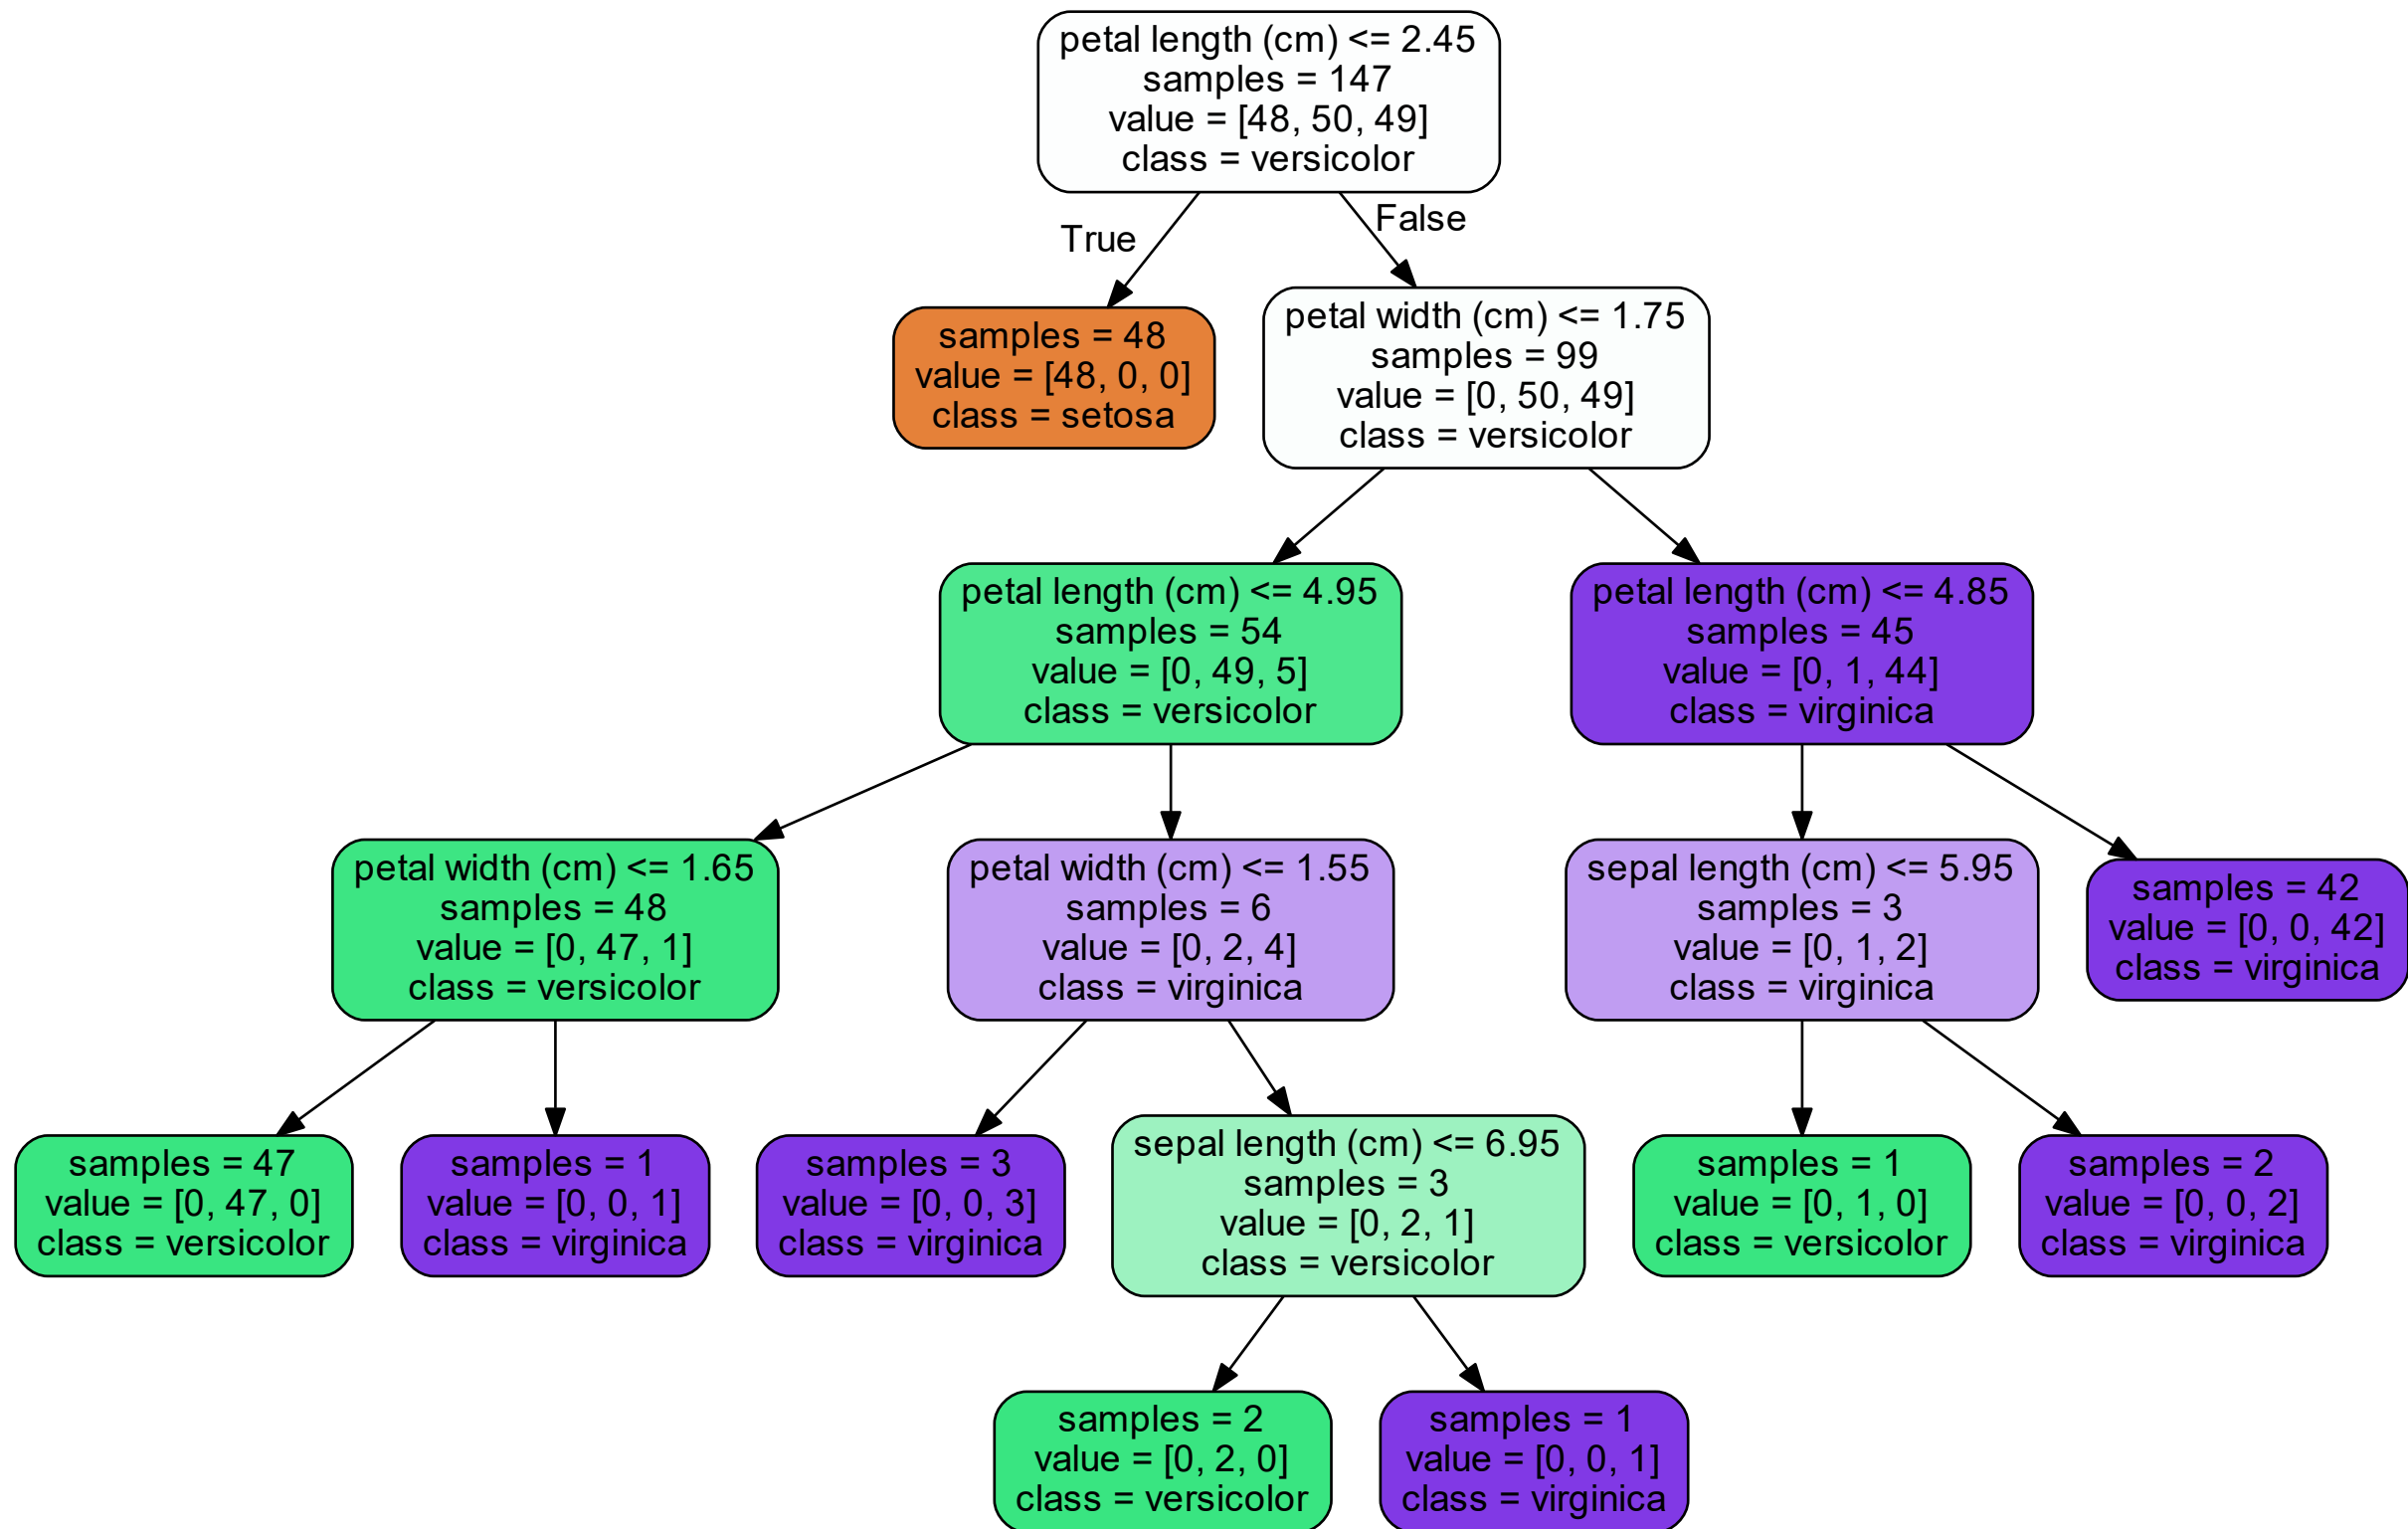 petal length (cm) <= 2.45
samples = 147
value = [48, 50, 49]
class = versicolor
True
False
samples = 48
value = [48, 0, 0]
class = setosa
petal width (cm) <= 1.75
samples = 99
value = [0, 50, 49]
class = versicolor
petal length (cm) <= 4.95
samples = 54
value = [0, 49, 5]
class = versicolor
petal length (cm) <= 4.85
samples = 45
value = [0, 1, 44]
class = virginica
petal width (cm) <= 1.65
samples = 48
value = [0, 47, 1]
class = versicolor
petal width (cm) <= 1.55
samples = 6
value = [0, 2, 4]
class = virginica
sepal length (cm) <= 5.95
samples = 3
value = [0, 1, 2]
class = virginica
samples = 42
value = [0, 0, 42]
class = virginica
samples = 47
value = [0, 47, 0]
class = versicolor
samples = 1
value = [0, 0, 1]
class = virginica
samples = 3
value = [0, 0, 3]
class = virginica
sepal length (cm) <= 6.95
samples = 3
value = [0, 2, 1]
class = versicolor
samples = 1
value = [0, 1, 0]
class = versicolor
samples = 2
value = [0, 0, 2]
class = virginica
samples = 2
value = [0, 2, 0]
class = versicolor
samples = 1
value = [0, 0, 1]
class = virginica